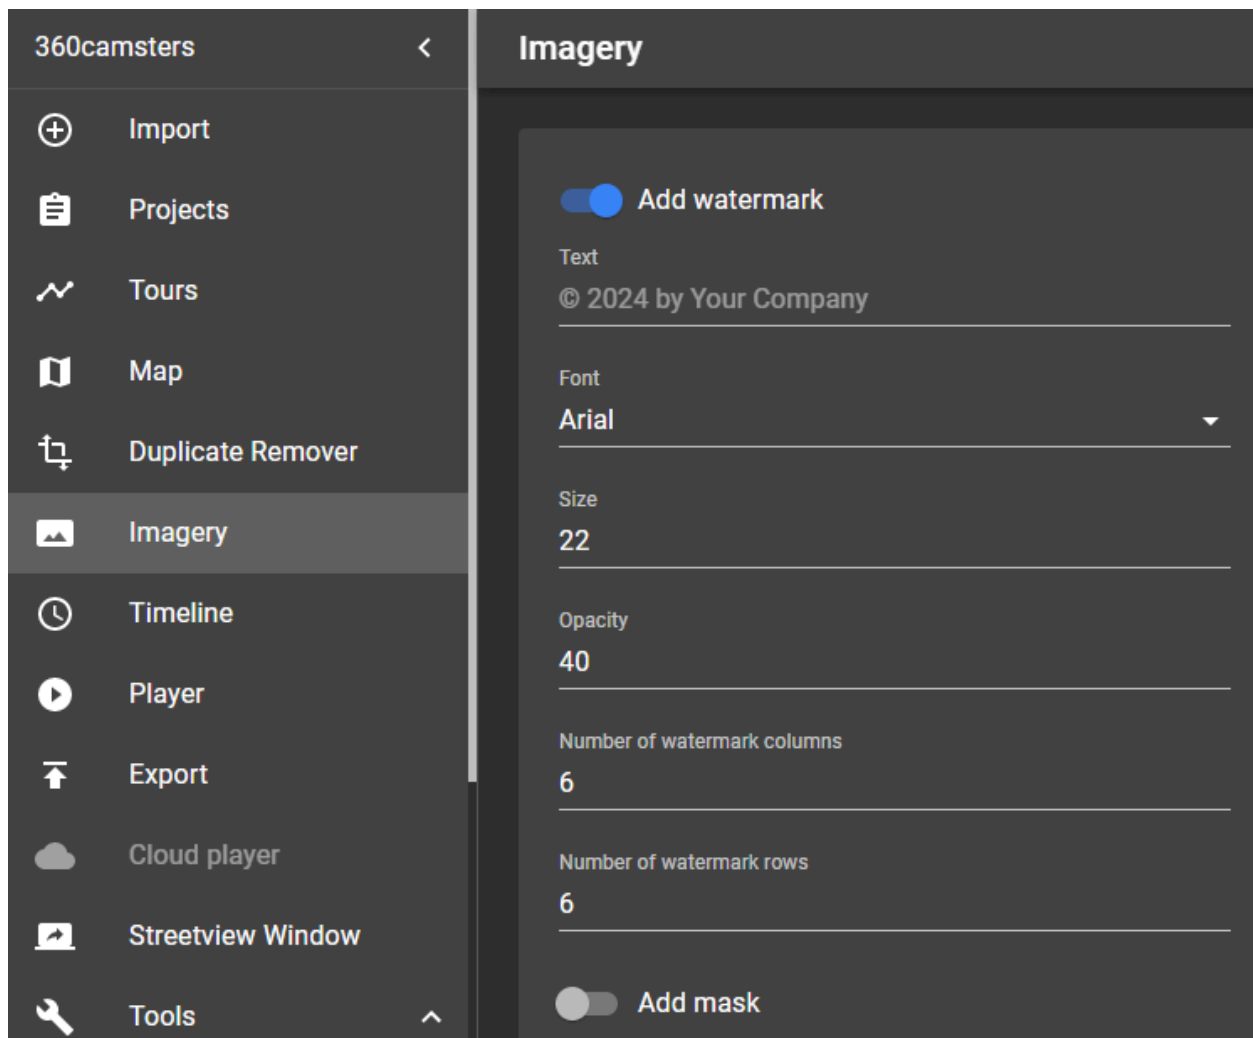 360camsters
Import
Projects
Tours
Map
Duplicate Remover
Imagery
Timeline
Player
Export
Cloud player
Streetview Window
Tools
Imagery
Add watermark
Text
© 2024 by Your Company
Font
Arial
Size
22
Opacity
40
Number of watermark columns
6
Number of watermark rows
6
Add mask